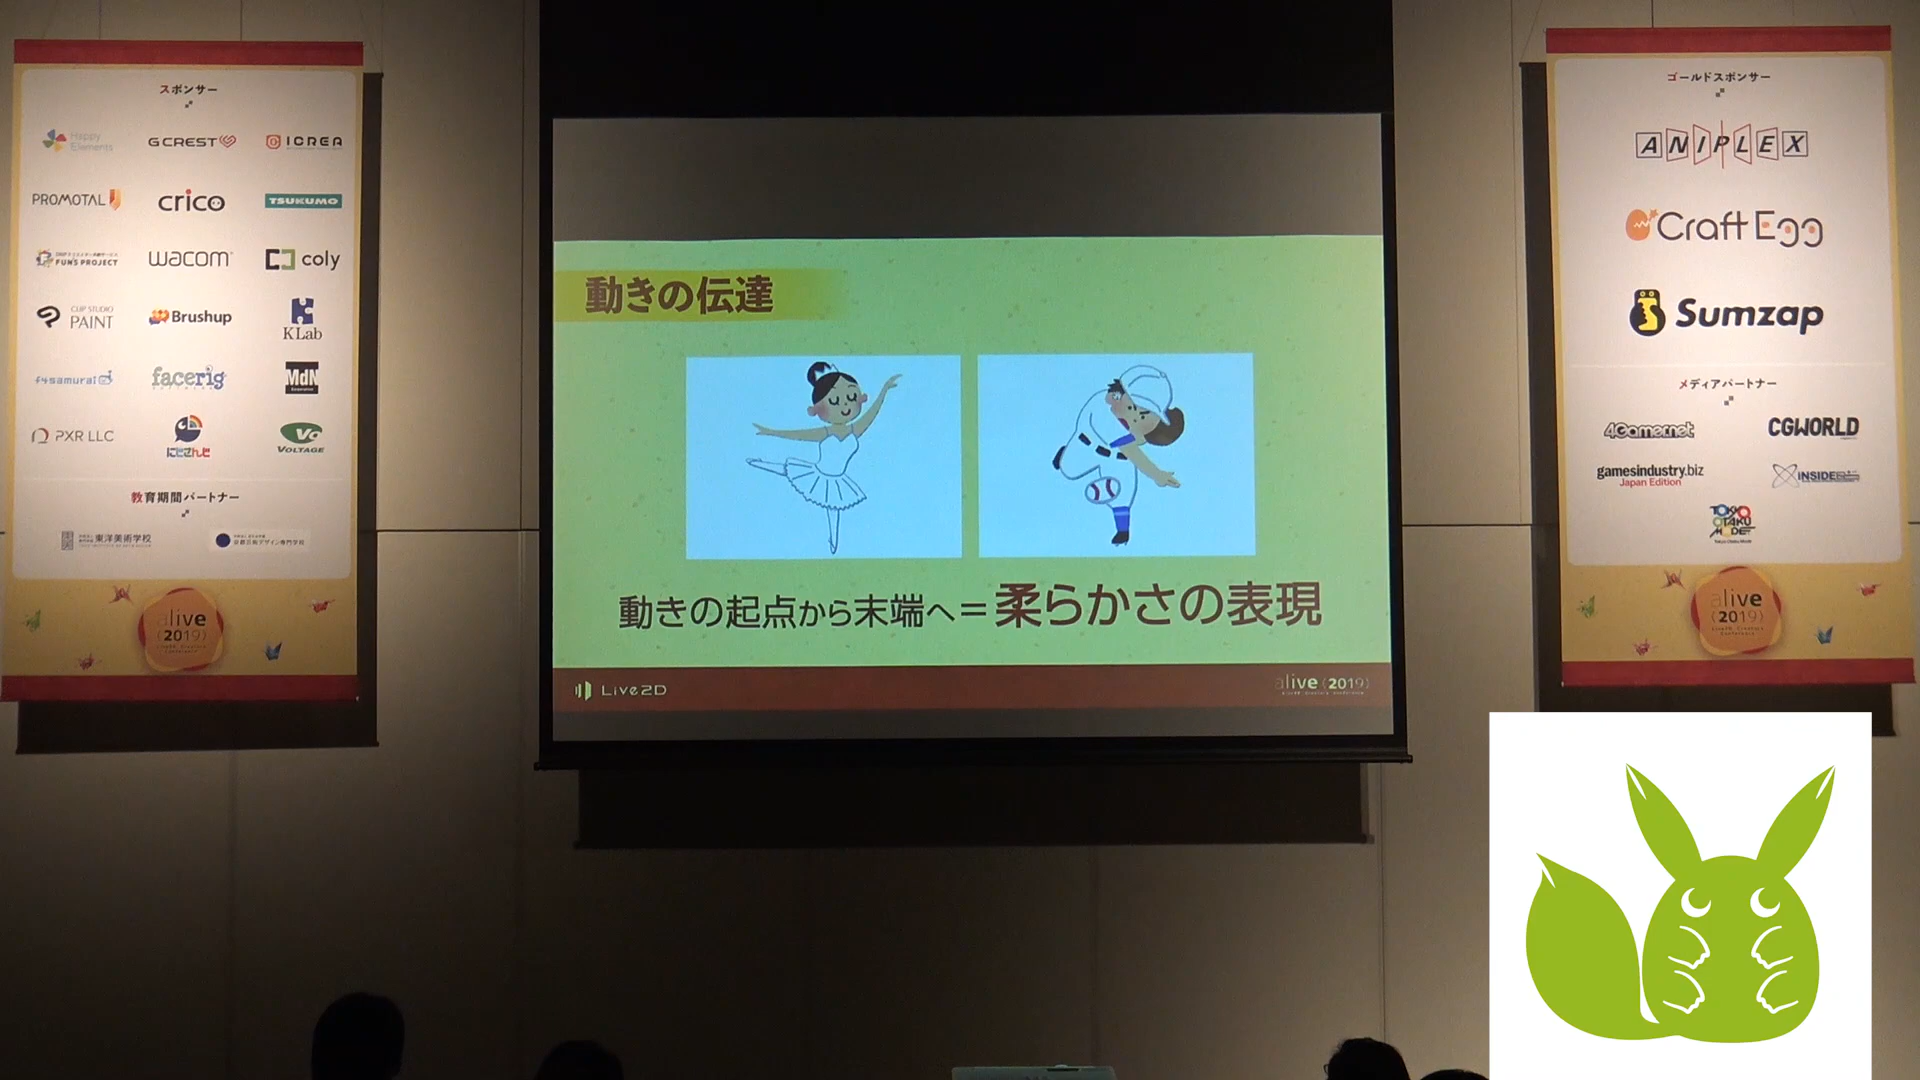 スポンサー
Happy Elements
GCREST
ICREA
PROMOTAL
crico
TSUKUMO
FUN'S PROJECT
wacom
coly
CLIP STUDIO PAINT
Brushup
KLab
f4samurai
facerig
MdN
PXR LLC
にじさんじ
VOLTAGE
教育期間パートナー
東洋美術学校
alive
(2019)
動きの伝達
動きの起点から末端へ=柔らかさの表現
Live2D
alive (2019)
ゴールドスポンサー
ANIPLEX
Craft Egg
Sumzap
メディアパートナー
4Gamer.net
CGWORLD
gamesindustry.biz
Japan Edition
INSIDE
TOKYO
OTAKU
MODE
alive
(2019)